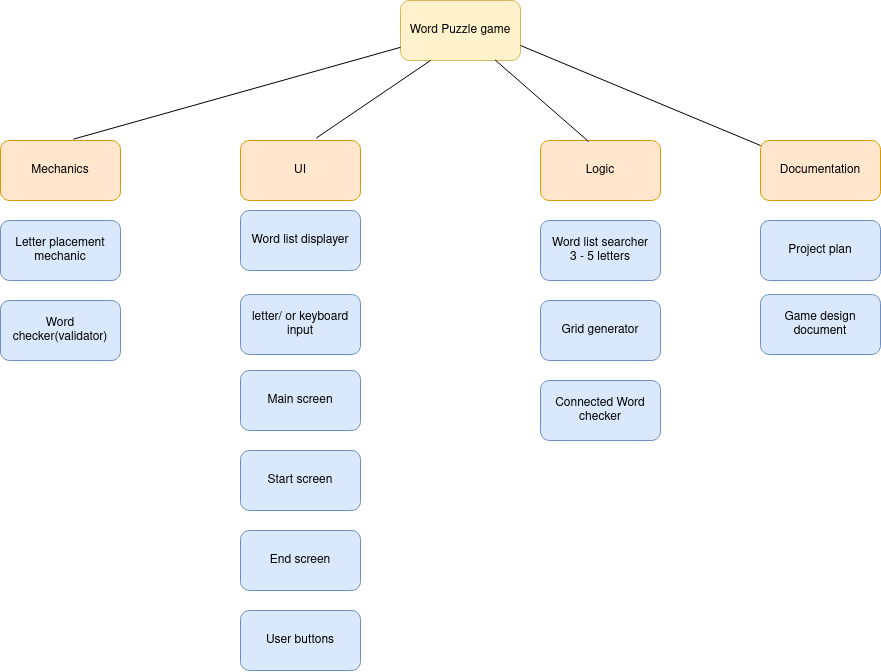 Word Puzzle game
Mechanics
UI
Logic
Documentation
Letter placement
mechanic
Word
checker(validator)
Word list displayer
letter/ or keyboard
input
Main screen
Start screen
End screen
User buttons
Word list searcher
3 - 5 letters
Grid generator
Connected Word
checker
Project plan
Game design
document